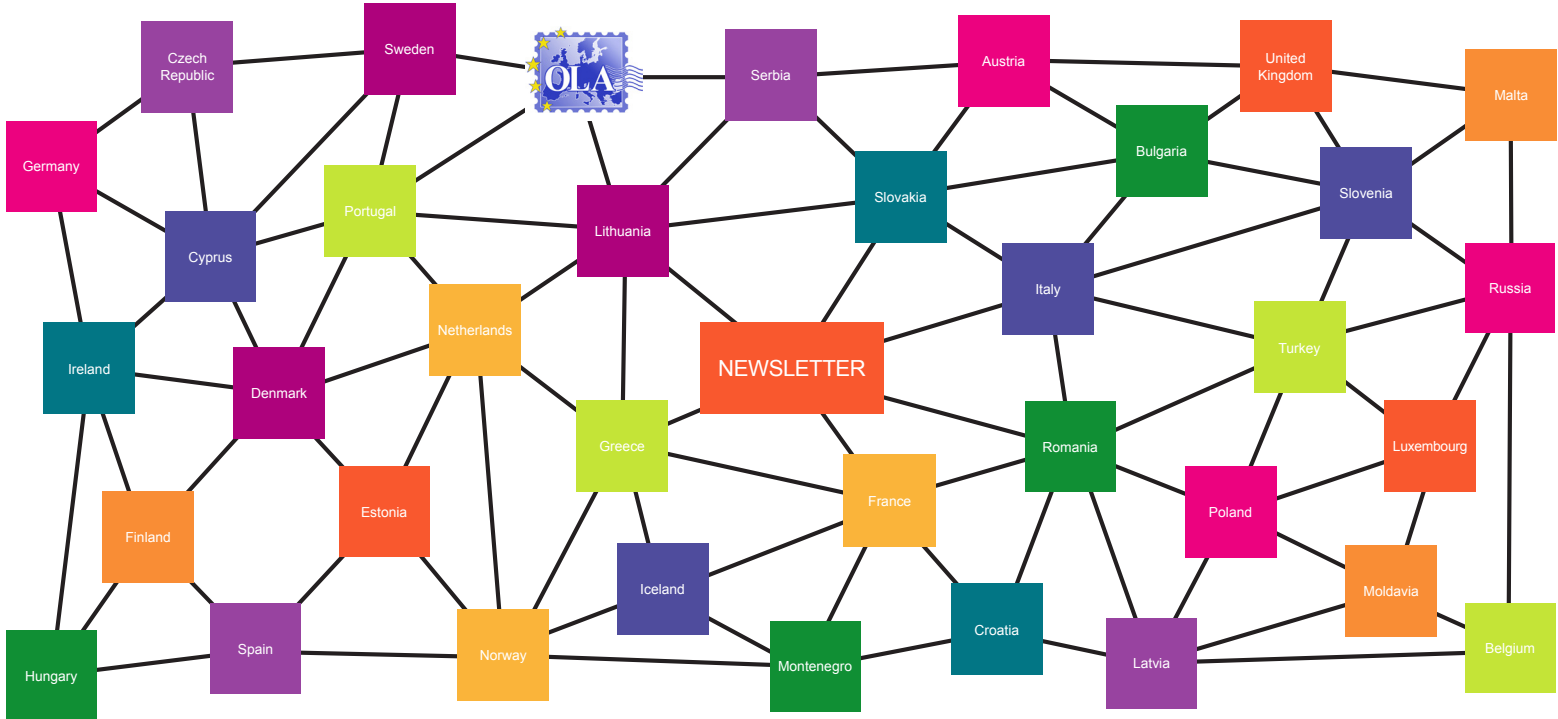 Sweden
Czech
Republic
OLA
Serbia
Austria
United
Kingdom
Malta
Germany
Bulgaria
Portugal
Slovakia
Slovenia
Cyprus
Lithuania
Italy
Russia
Netherlands
Turkey
Ireland
NEWSLETTER
Denmark
Greece
Romania
Luxembourg
Estonia
France
Poland
Finland
Iceland
Moldavia
Croatia
Spain
Norway
Montenegro
Latvia
Belgium
Hungary